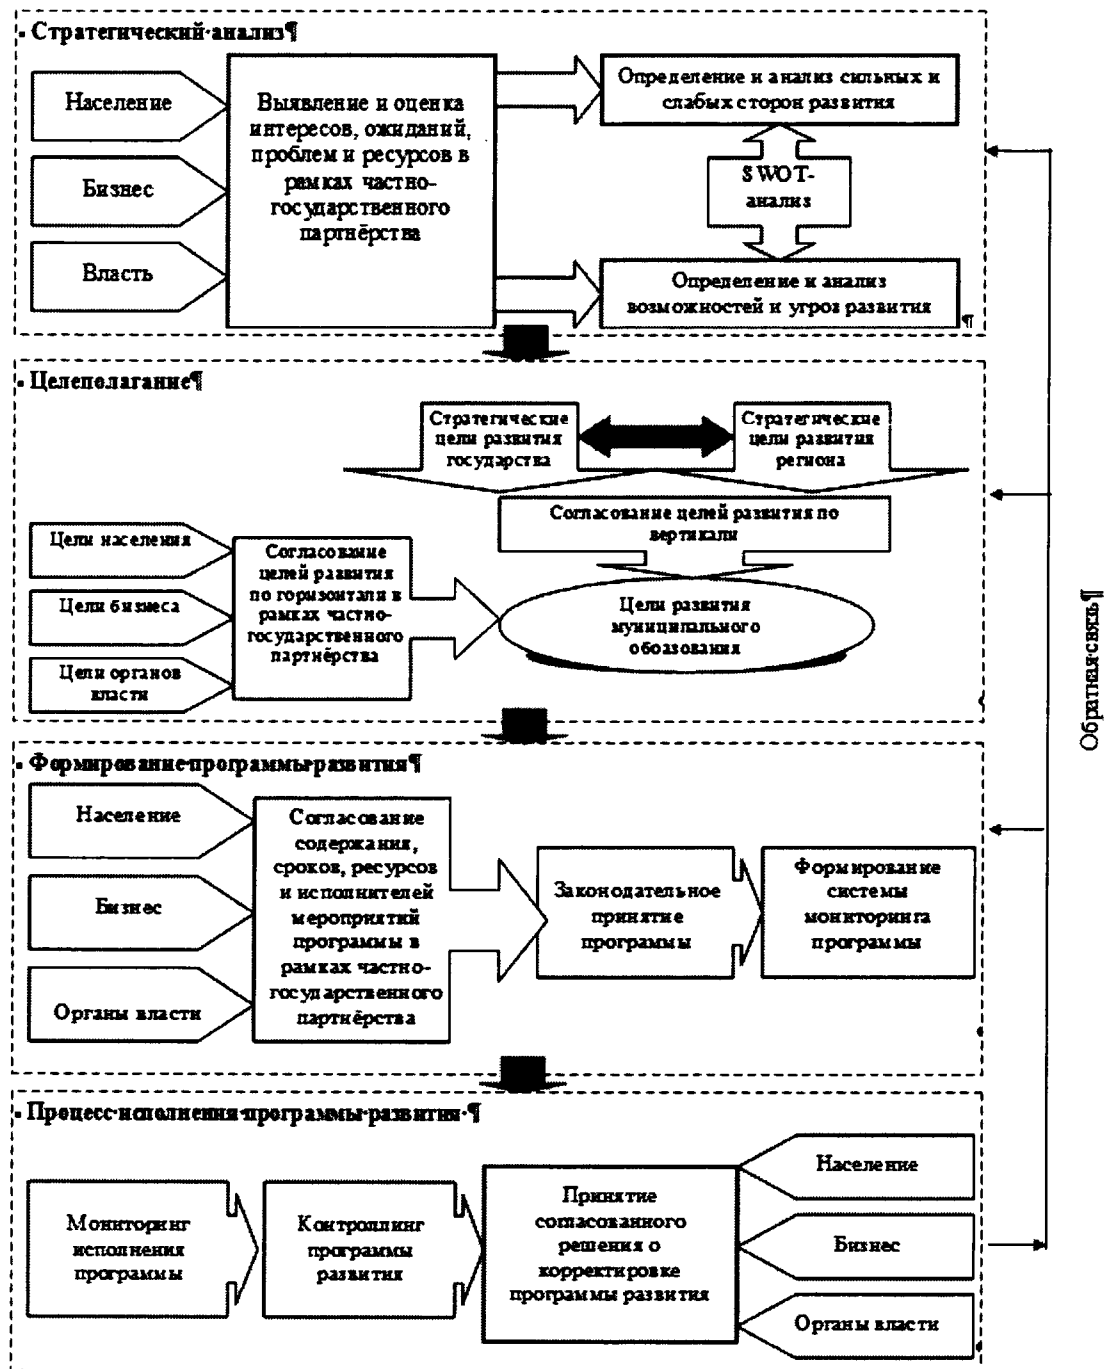 ▪ Стратегический·анализ¶
Население
Бизнес
Власть
Выявление и оценка
интересов, ожиданий,
проблем и ресурсов в
рамках частно-
государственного
партнёрства
Определение и анализ сильных и
слабых сторон развития
SWOT-
анализ
Определение и анализ
возможностей и угроз развития
¶
▪ Целеполагание¶
Стратегические
цели развития
государства
Стратегические
цели развития
региона
Согласование целей развития по
вертикали
Цели населения
Цели бизнеса
Цели органов
власти
Согласование
целей развития
по горизонтали в
рамках частно-
государственного
партнёрства
Цели развития
муниципального
обоазования
▪ Формирование·программы·развития¶
Население
Бизнес
Органы власти
Согласование
содержания,
сроков, ресурсов
и исполнителей
мероприятий
программы в
рамках частно-
государственного
партнёрства
Законодательное
принятие
программы
Формирование
системы
мониторинга
программы
▪ Процесс·исполнения·программы·развития·¶
Мониторинг
исполнения
программы
Контроллинг
программы
развития
Принятие
согласованного
решения о
корректировке
программы развития
Население
Бизнес
Органы власти
Обратная·связь¶